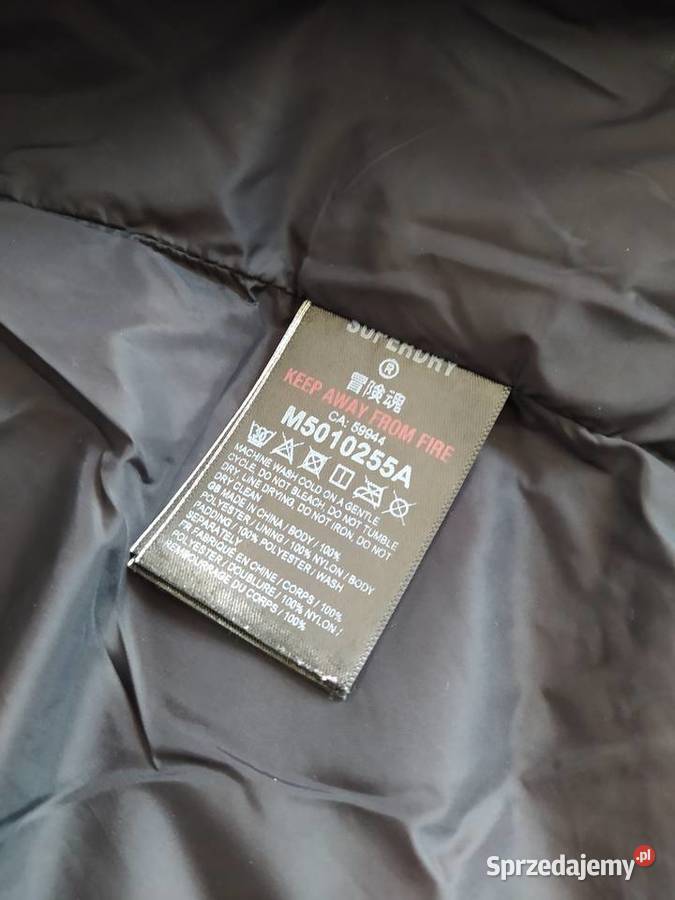 SUPERDRY
®
冒険魂
KEEP AWAY FROM FIRE
CA: 59944
M5010255A
MACHINE WASH COLD ON A GENTLE
CYCLE, DO NOT BLEACH, DO NOT TUMBLE
DRY, LINE DRYING, DO NOT IRON, DO NOT
DRY CLEAN
GB MADE IN CHINA / BODY / 100%
POLYESTER / LINING / 100% NYLON / BODY
PADDING / 100% POLYESTER / WASH
SEPARATELY
FR FABRIQUÉ EN CHINE / CORPS / 100%
POLYESTER / DOUBLURE / 100% NYLON /
REMBOURRAGE DU CORPS / 100%
Sprzedajemy.pl